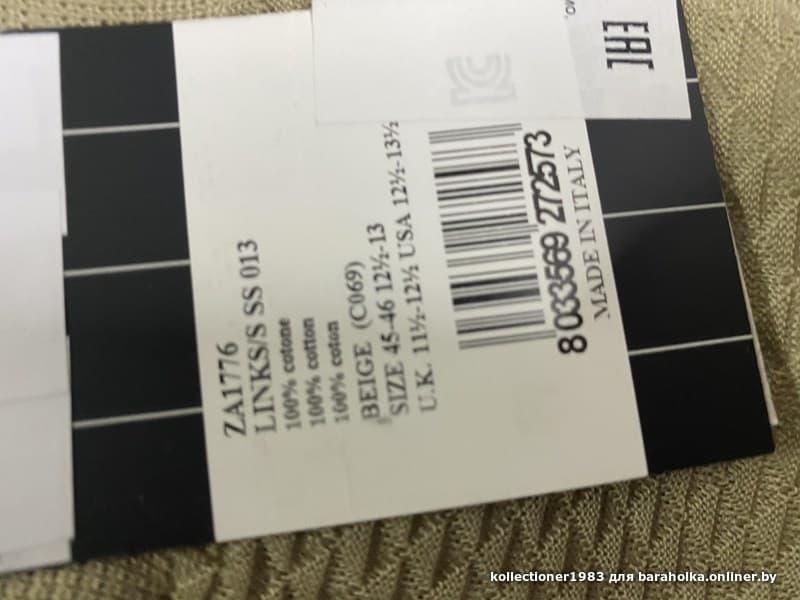 ZA1776
LINKS/S SS 013
100% cotone
100% cotton
100% coton
BEIGE (C069)
SIZE 45-46 12½-13
U.K. 11½-12½ USA 12½-13½
8 033569 272573
MADE IN ITALY
EAC
kollectioner1983 для baraholka.onliner.by